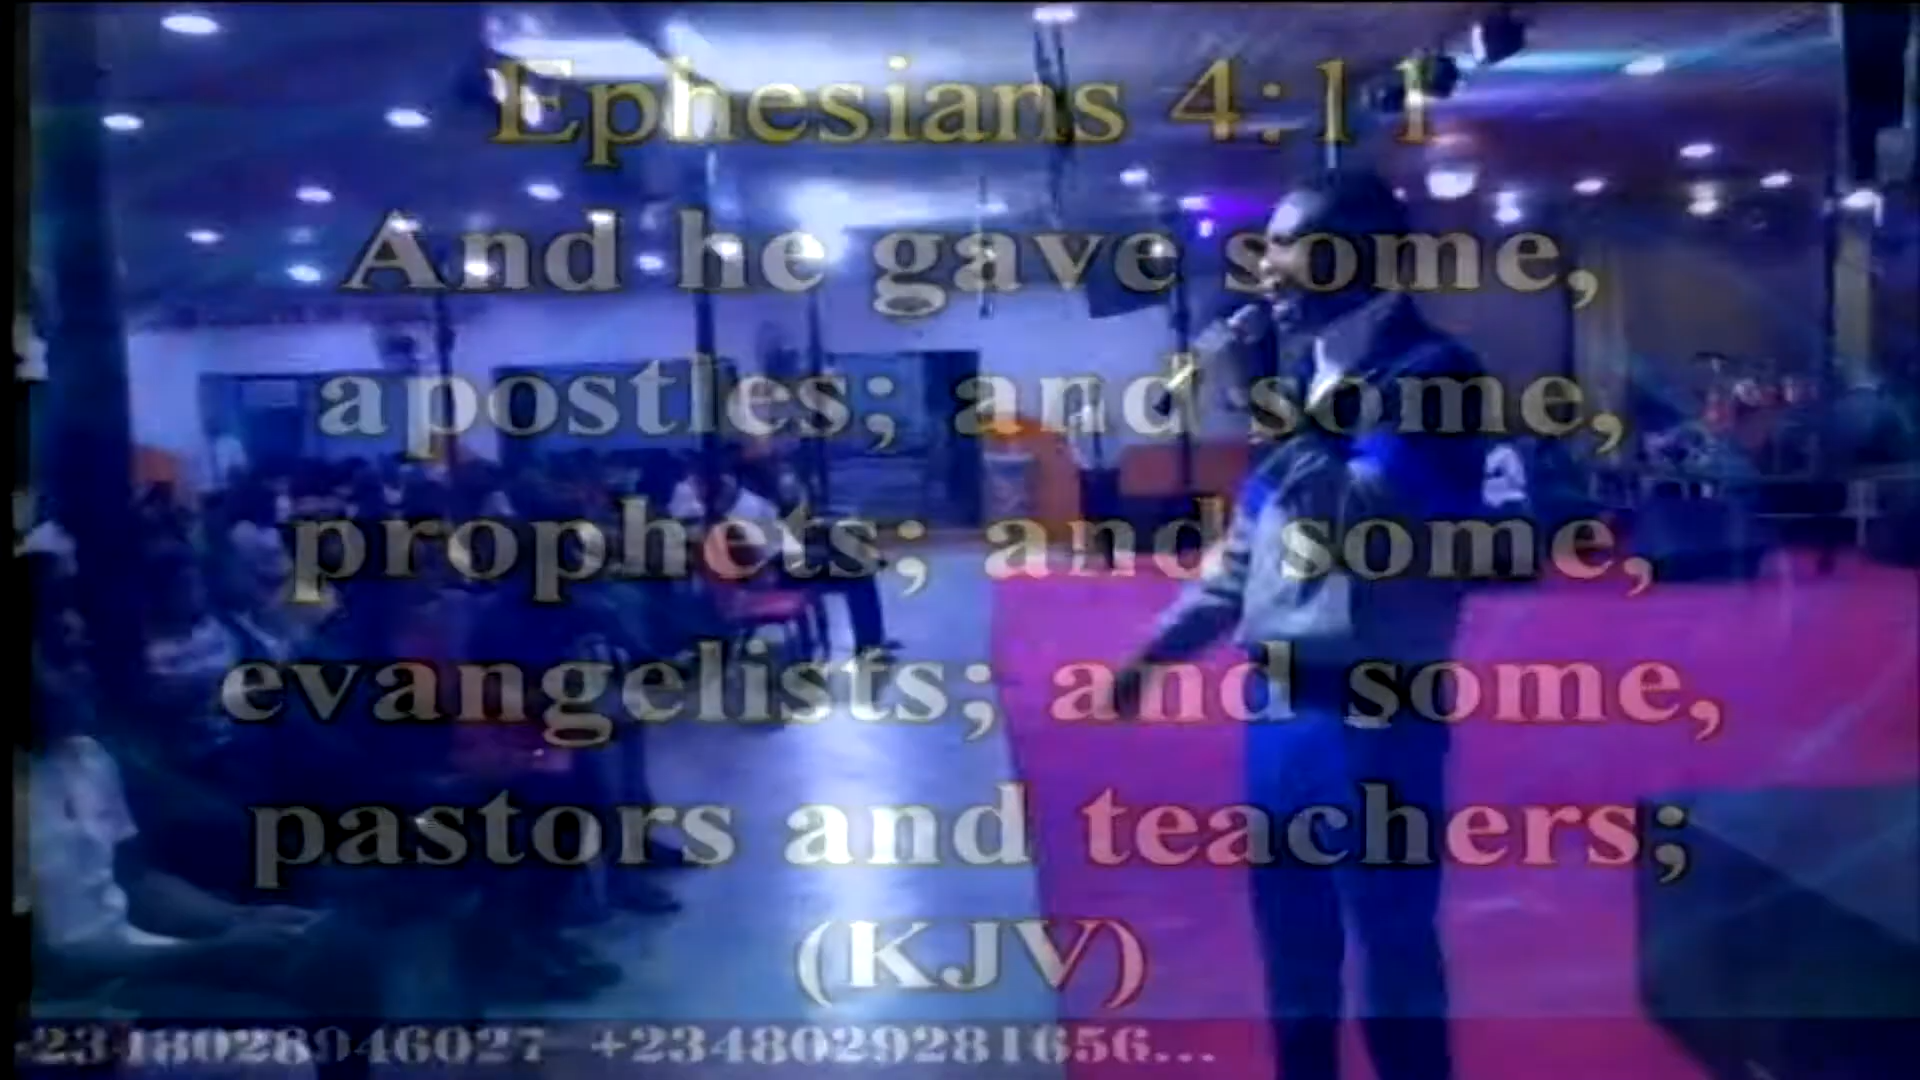 Ephesians 4:11
And he gave some,
apostles; and some,
prophets; and some,
evangelists; and some,
pastors and teachers;
(KJV)
+2348029281656...